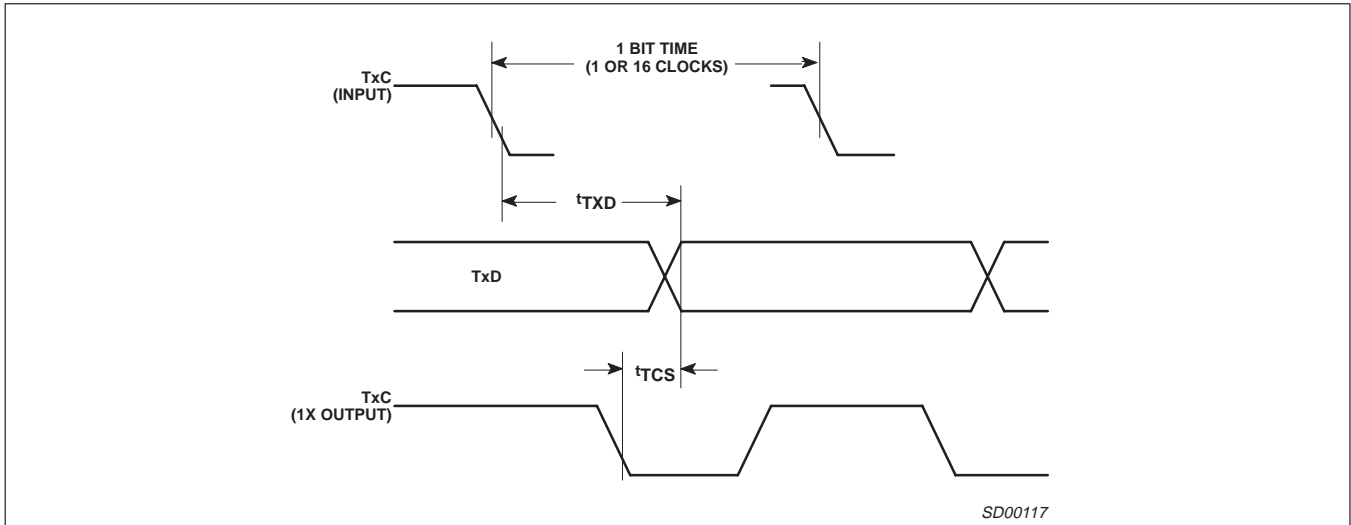 1 BIT TIME
(1 OR 16 CLOCKS)
TxC
(INPUT)
tTXD
TxD
tTCS
TxC
(1X OUTPUT)
SD00117